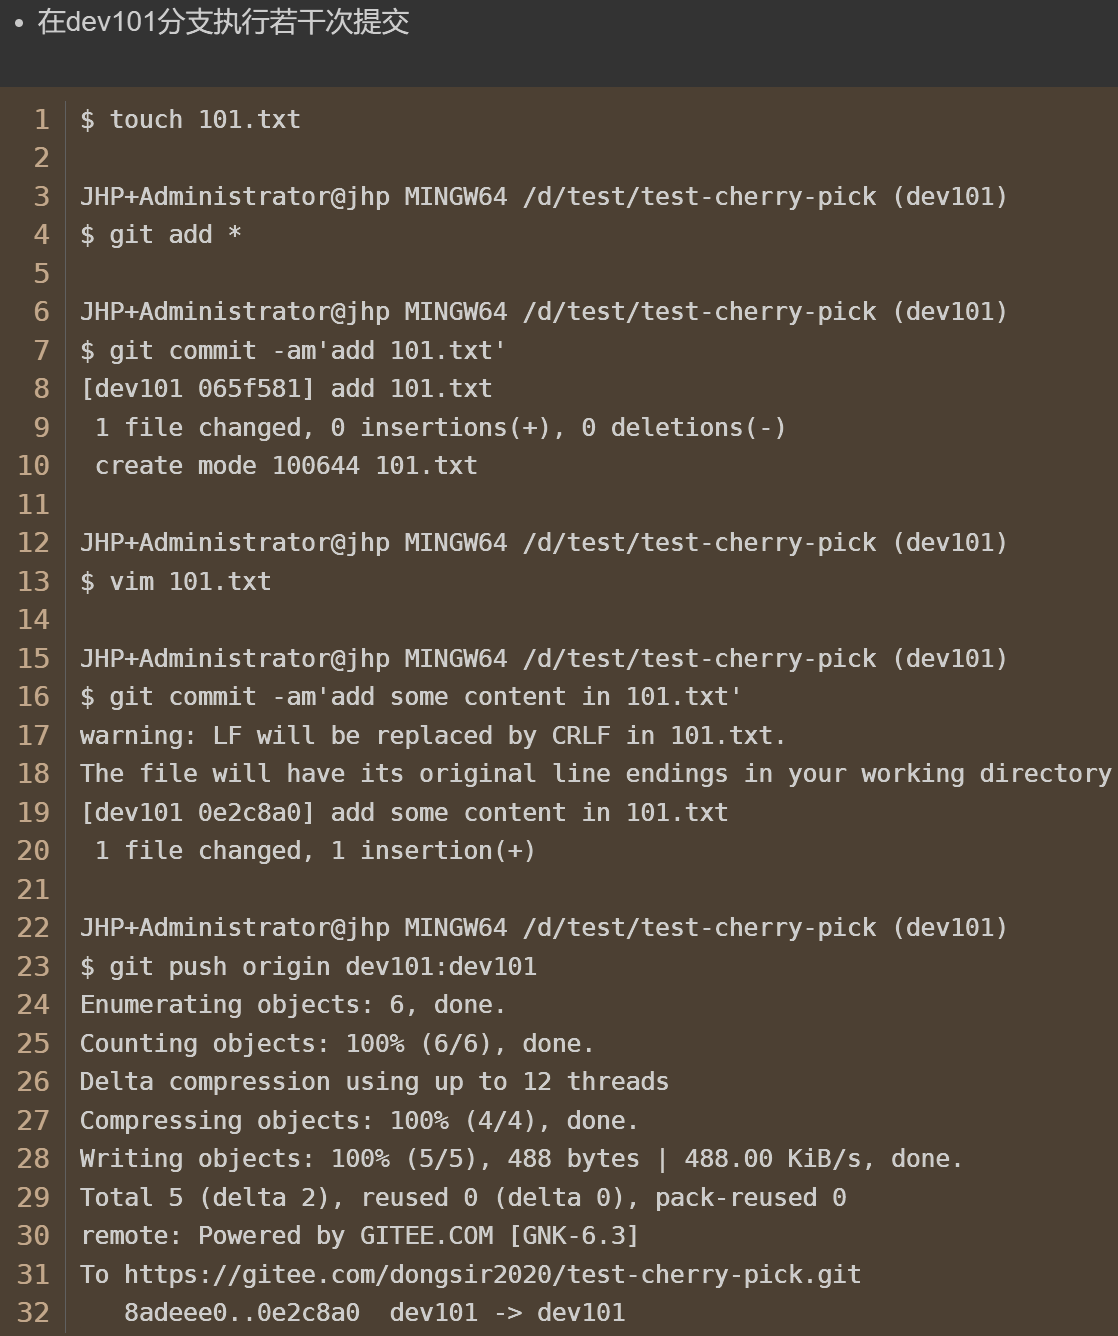 • 在dev101分支执行若干次提交
1 $ touch 101.txt
2
3 JHP+Administrator@jhp MINGW64 /d/test/test-cherry-pick (dev101)
4 $ git add *
5
6 JHP+Administrator@jhp MINGW64 /d/test/test-cherry-pick (dev101)
7 $ git commit -am'add 101.txt'
8 [dev101 065f581] add 101.txt
9  1 file changed, 0 insertions(+), 0 deletions(-)
10  create mode 100644 101.txt
11
12 JHP+Administrator@jhp MINGW64 /d/test/test-cherry-pick (dev101)
13 $ vim 101.txt
14
15 JHP+Administrator@jhp MINGW64 /d/test/test-cherry-pick (dev101)
16 $ git commit -am'add some content in 101.txt'
17 warning: LF will be replaced by CRLF in 101.txt.
18 The file will have its original line endings in your working directory
19 [dev101 0e2c8a0] add some content in 101.txt
20  1 file changed, 1 insertion(+)
21
22 JHP+Administrator@jhp MINGW64 /d/test/test-cherry-pick (dev101)
23 $ git push origin dev101:dev101
24 Enumerating objects: 6, done.
25 Counting objects: 100% (6/6), done.
26 Delta compression using up to 12 threads
27 Compressing objects: 100% (4/4), done.
28 Writing objects: 100% (5/5), 488 bytes | 488.00 KiB/s, done.
29 Total 5 (delta 2), reused 0 (delta 0), pack-reused 0
30 remote: Powered by GITEE.COM [GNK-6.3]
31 To https://gitee.com/dongsir2020/test-cherry-pick.git
32    8adeee0..0e2c8a0  dev101 -> dev101